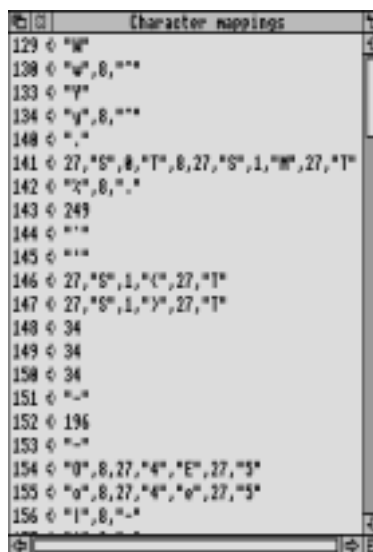 Character mappings
129 ◊ "W"
130 ◊ "w",8,"^"
133 ◊ "Y"
134 ◊ "y",8,"^"
140 ◊ "."
141 ◊ 27,"S",0,"T",8,27,"S",1,"M",27,"T"
142 ◊ "%",8,"."
143 ◊ 249
144 ◊ "`"
145 ◊ "'"
146 ◊ 27,"S",1,"<",27,"T"
147 ◊ 27,"S",1,">",27,"T"
148 ◊ 34
149 ◊ 34
150 ◊ 34
151 ◊ "-"
152 ◊ 196
153 ◊ "-"
154 ◊ "O",8,27,"4","E",27,"5"
155 ◊ "o",8,27,"4","e",27,"5"
156 ◊ "|",8,"-"